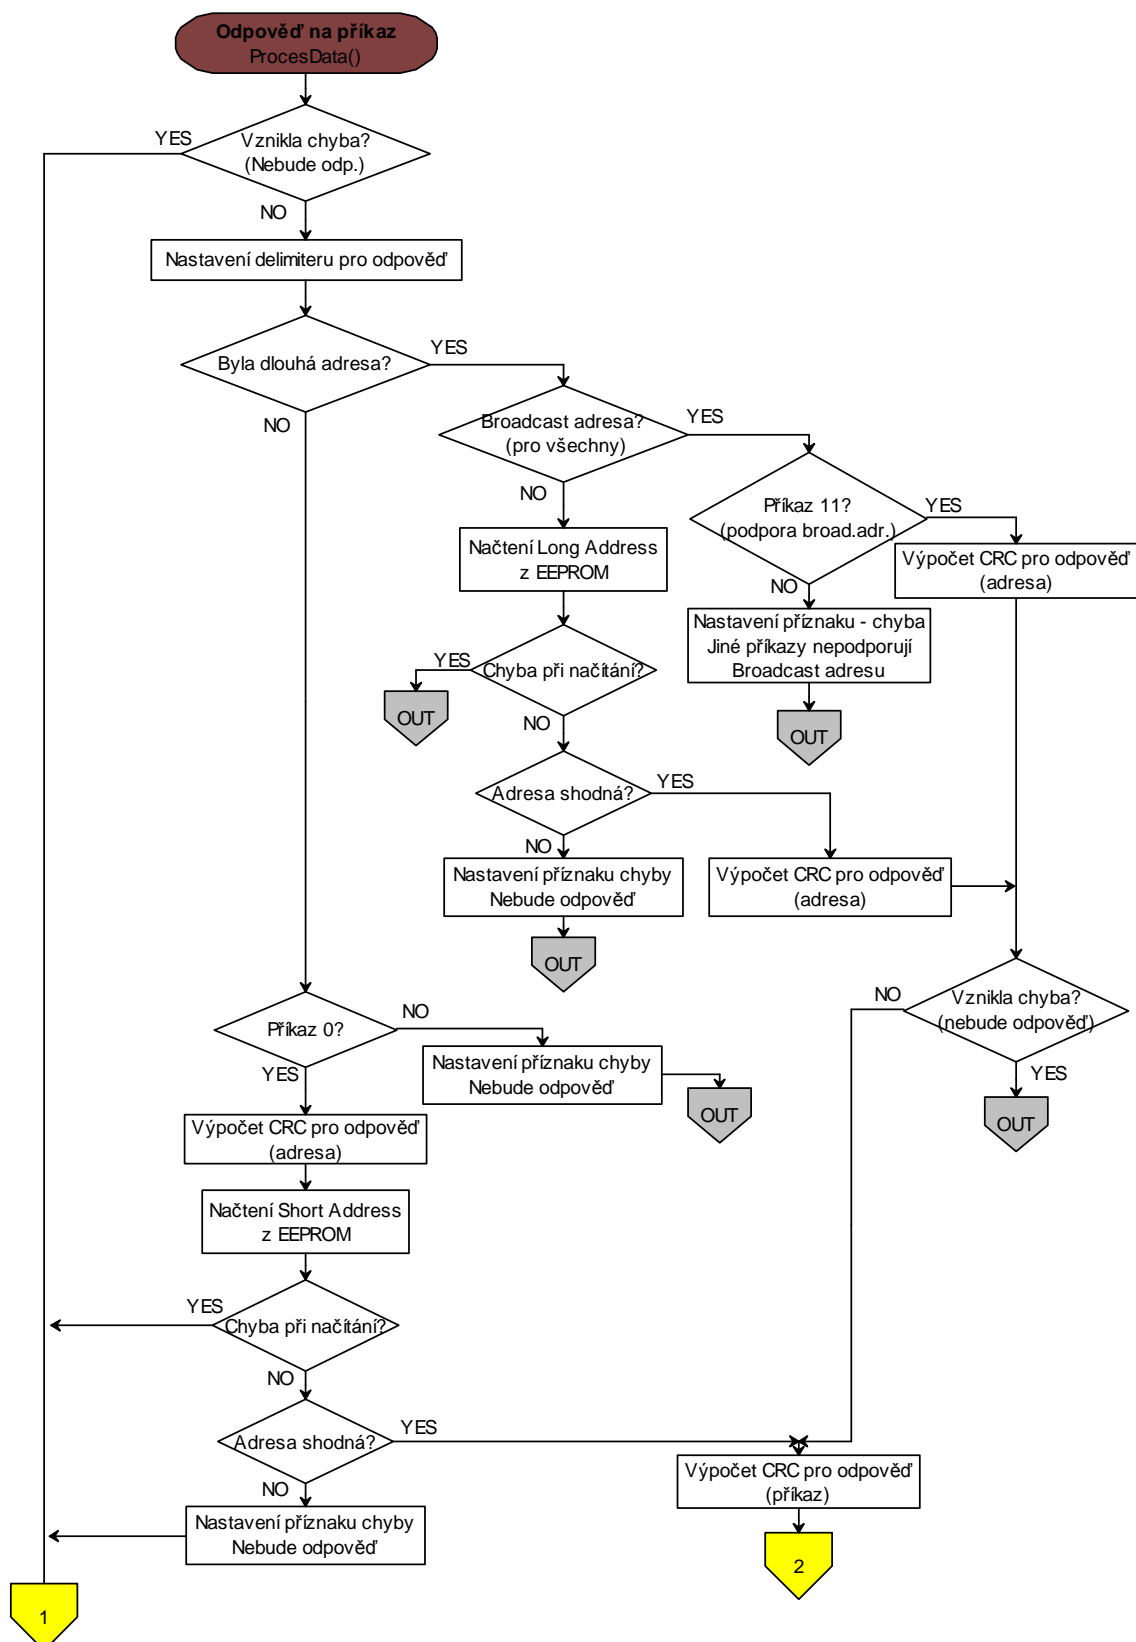 Odpověď na příkaz
ProcesData()
YES
Vznikla chyba?
(Nebude odp.)
NO
Nastavení delimiteru pro odpověď
Byla dlouhá adresa?
YES
NO
Broadcast adresa?
(pro všechny)
YES
NO
Příkaz 11?
(podpora broad.adr.)
YES
NO
Načtení Long Address
z EEPROM
Výpočet CRC pro odpověď
(adresa)
Nastavení příznaku - chyba
Jiné příkazy nepodporují
Broadcast adresu
YES
Chyba při načítání?
OUT
NO
OUT
Adresa shodná?
YES
NO
Nastavení příznaku chyby
Nebude odpověď
Výpočet CRC pro odpověď
(adresa)
OUT
NO
Vznikla chyba?
(nebude odpověď)
YES
OUT
Příkaz 0?
NO
YES
Nastavení příznaku chyby
Nebude odpověď
OUT
Výpočet CRC pro odpověď
(adresa)
Načtení Short Address
z EEPROM
YES
Chyba při načítání?
NO
Adresa shodná?
YES
NO
Výpočet CRC pro odpověď
(příkaz)
Nastavení příznaku chyby
Nebude odpověď
2
1